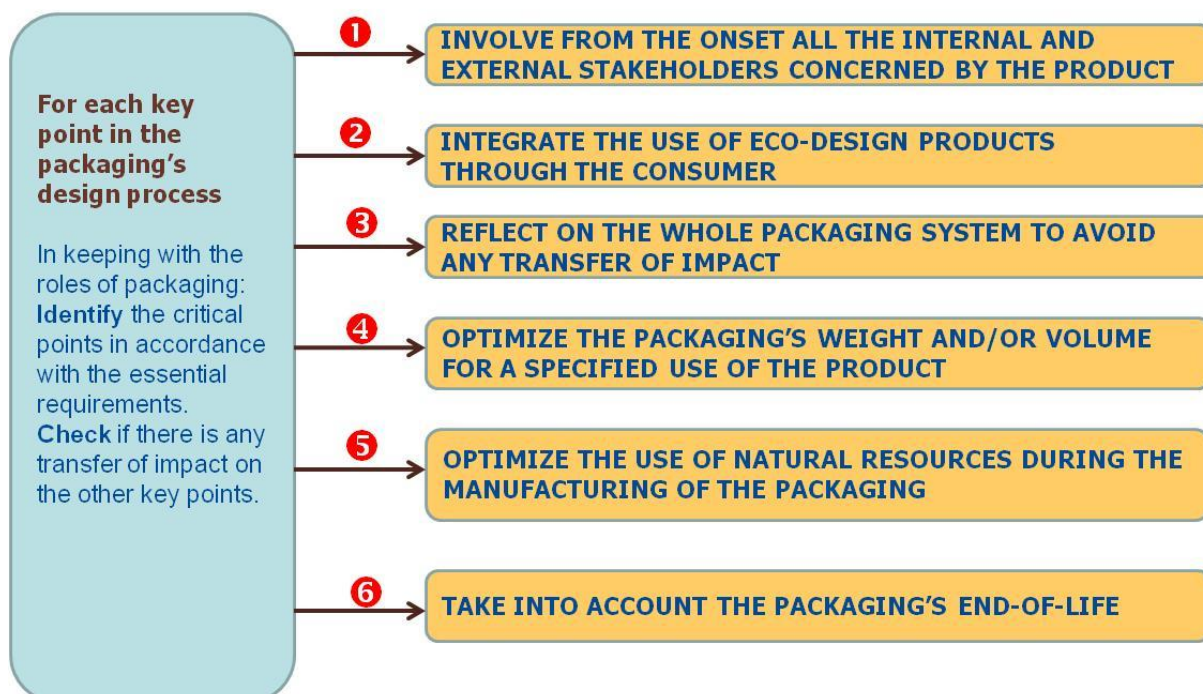 For each key
point in the
packaging's
design process
In keeping with the
roles of packaging:
Identify the critical
points in accordance
with the essential
requirements.
Check if there is any
transfer of impact on
the other key points.
1
INVOLVE FROM THE ONSET ALL THE INTERNAL AND
EXTERNAL STAKEHOLDERS CONCERNED BY THE PRODUCT
2
INTEGRATE THE USE OF ECO-DESIGN PRODUCTS
THROUGH THE CONSUMER
3
REFLECT ON THE WHOLE PACKAGING SYSTEM TO AVOID
ANY TRANSFER OF IMPACT
4
OPTIMIZE THE PACKAGING'S WEIGHT AND/OR VOLUME
FOR A SPECIFIED USE OF THE PRODUCT
5
OPTIMIZE THE USE OF NATURAL RESOURCES DURING THE
MANUFACTURING OF THE PACKAGING
6
TAKE INTO ACCOUNT THE PACKAGING'S END-OF-LIFE